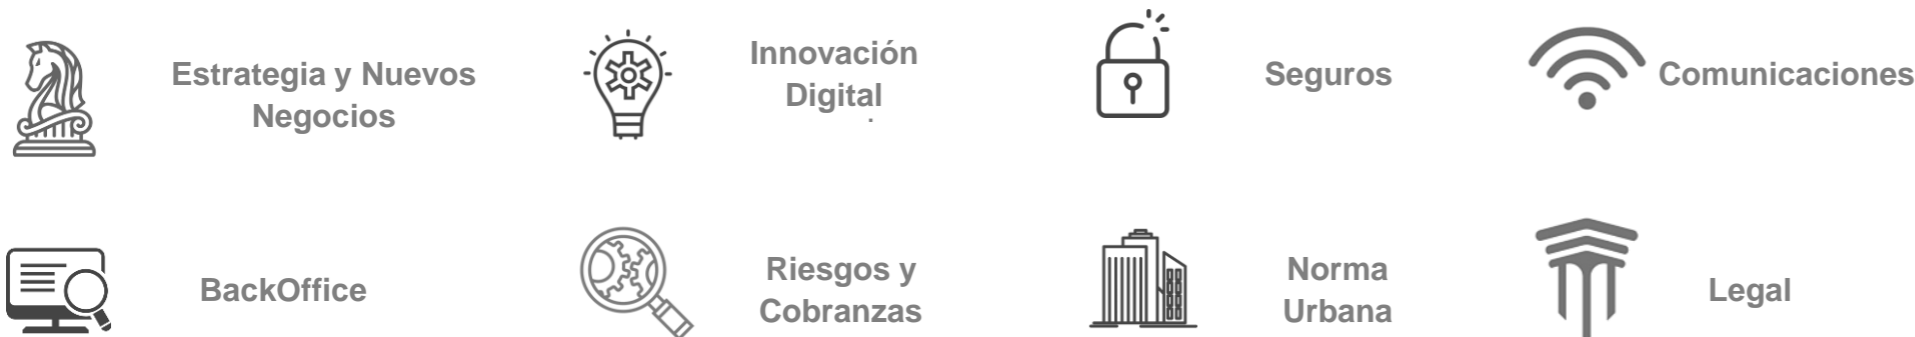 Estrategia y Nuevos
Negocios
Innovación
Digital
Seguros
Comunicaciones
BackOffice
Riesgos y
Cobranzas
Norma
Urbana
Legal